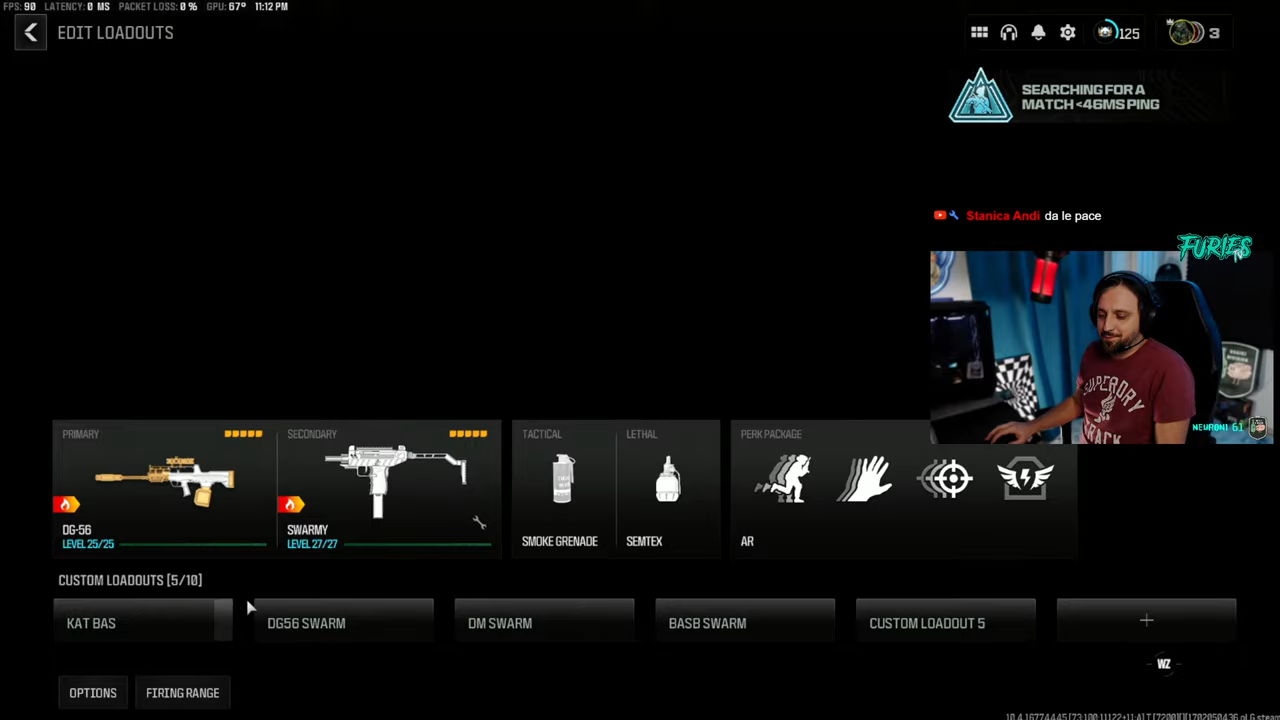 FPS: 90 LATENCY: 0 MS PACKET LOSS: 0 % GPU: 67° 11:12 PM
EDIT LOADOUTS
125
3
SEARCHING FOR A
MATCH <46MS PING
Stanica Andi da le pace
FURIES
TV
NEURONI 61
PRIMARY
SECONDARY
TACTICAL
LETHAL
PERK PACKAGE
DG-56
LEVEL 25/25
SWARMY
LEVEL 27/27
SMOKE GRENADE
SEMTEX
AR
CUSTOM LOADOUTS [5/10]
KAT BAS
DG56 SWARM
DM SWARM
BASB SWARM
CUSTOM LOADOUT 5
+
WZ
OPTIONS
FIRING RANGE